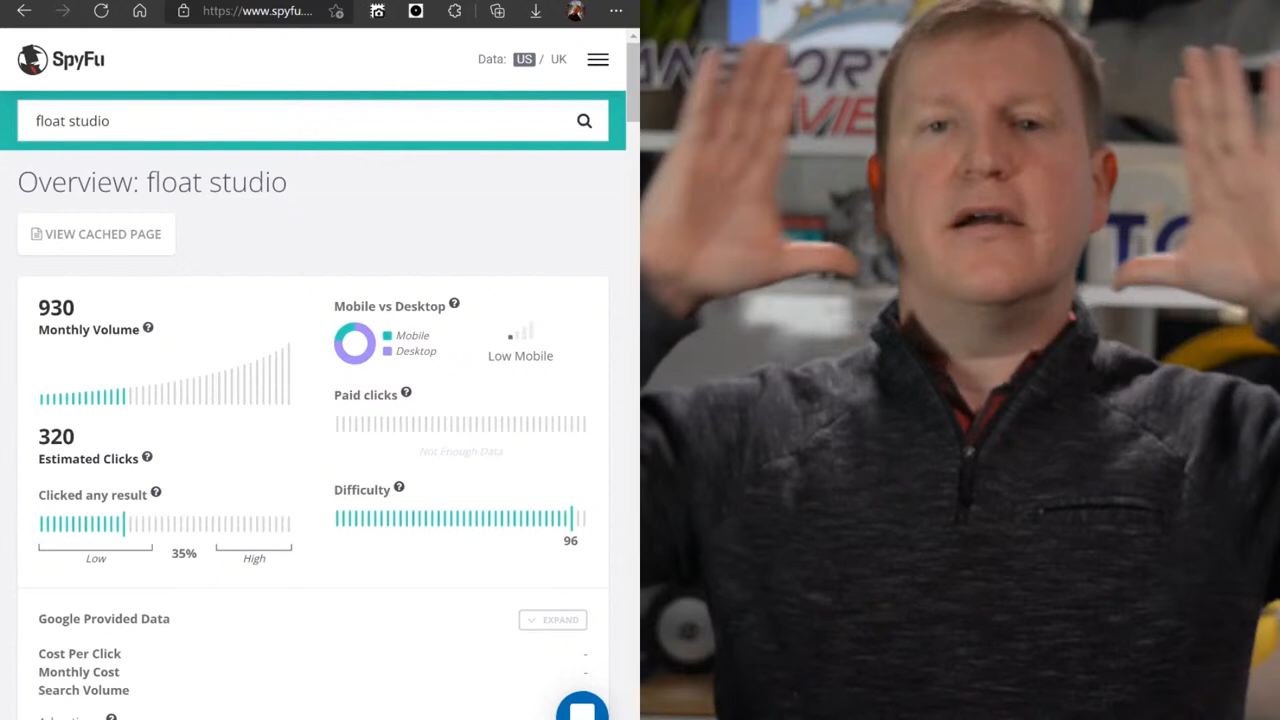 https://www.spyfu....
SpyFu
Data: US / UK
float studio
Overview: float studio
VIEW CACHED PAGE
930
Monthly Volume ?
320
Estimated Clicks ?
Clicked any result ?
Low 35% High
Mobile vs Desktop ?
Mobile
Desktop
Low Mobile
Paid clicks ?
Not Enough Data
Difficulty ?
96
Google Provided Data
EXPAND
Cost Per Click -
Monthly Cost -
Search Volume